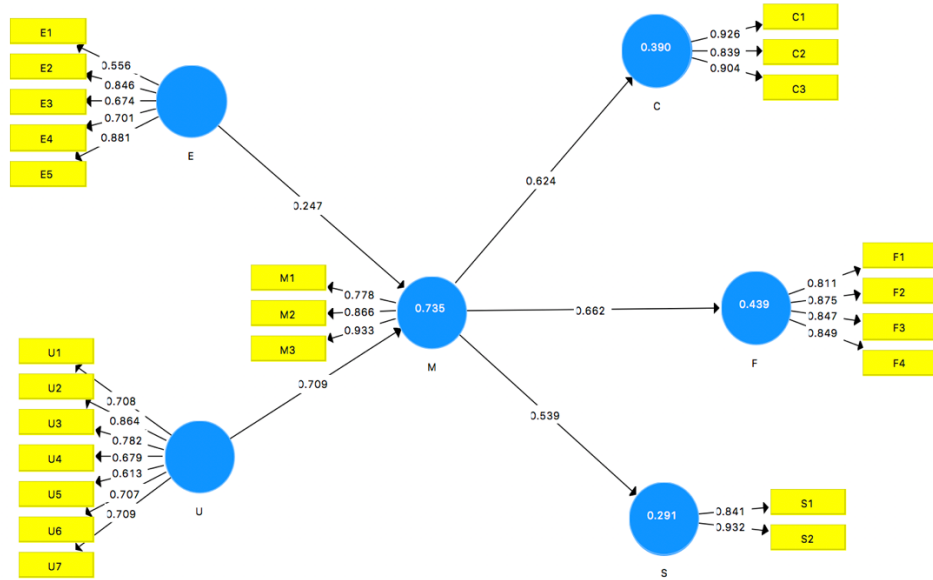 E1
E2
E3
E4
E5
0.556
0.846
0.674
0.701
0.881
E
0.247
U1
U2
U3
U4
U5
U6
U7
0.708
0.864
0.782
0.679
0.613
0.707
0.709
U
0.709
M1
M2
M3
0.778
0.866
0.933
0.735
M
0.624
0.662
0.539
0.390
C
0.926
0.839
0.904
C1
C2
C3
0.439
F
0.811
0.875
0.847
0.849
F1
F2
F3
F4
0.291
S
0.841
0.932
S1
S2